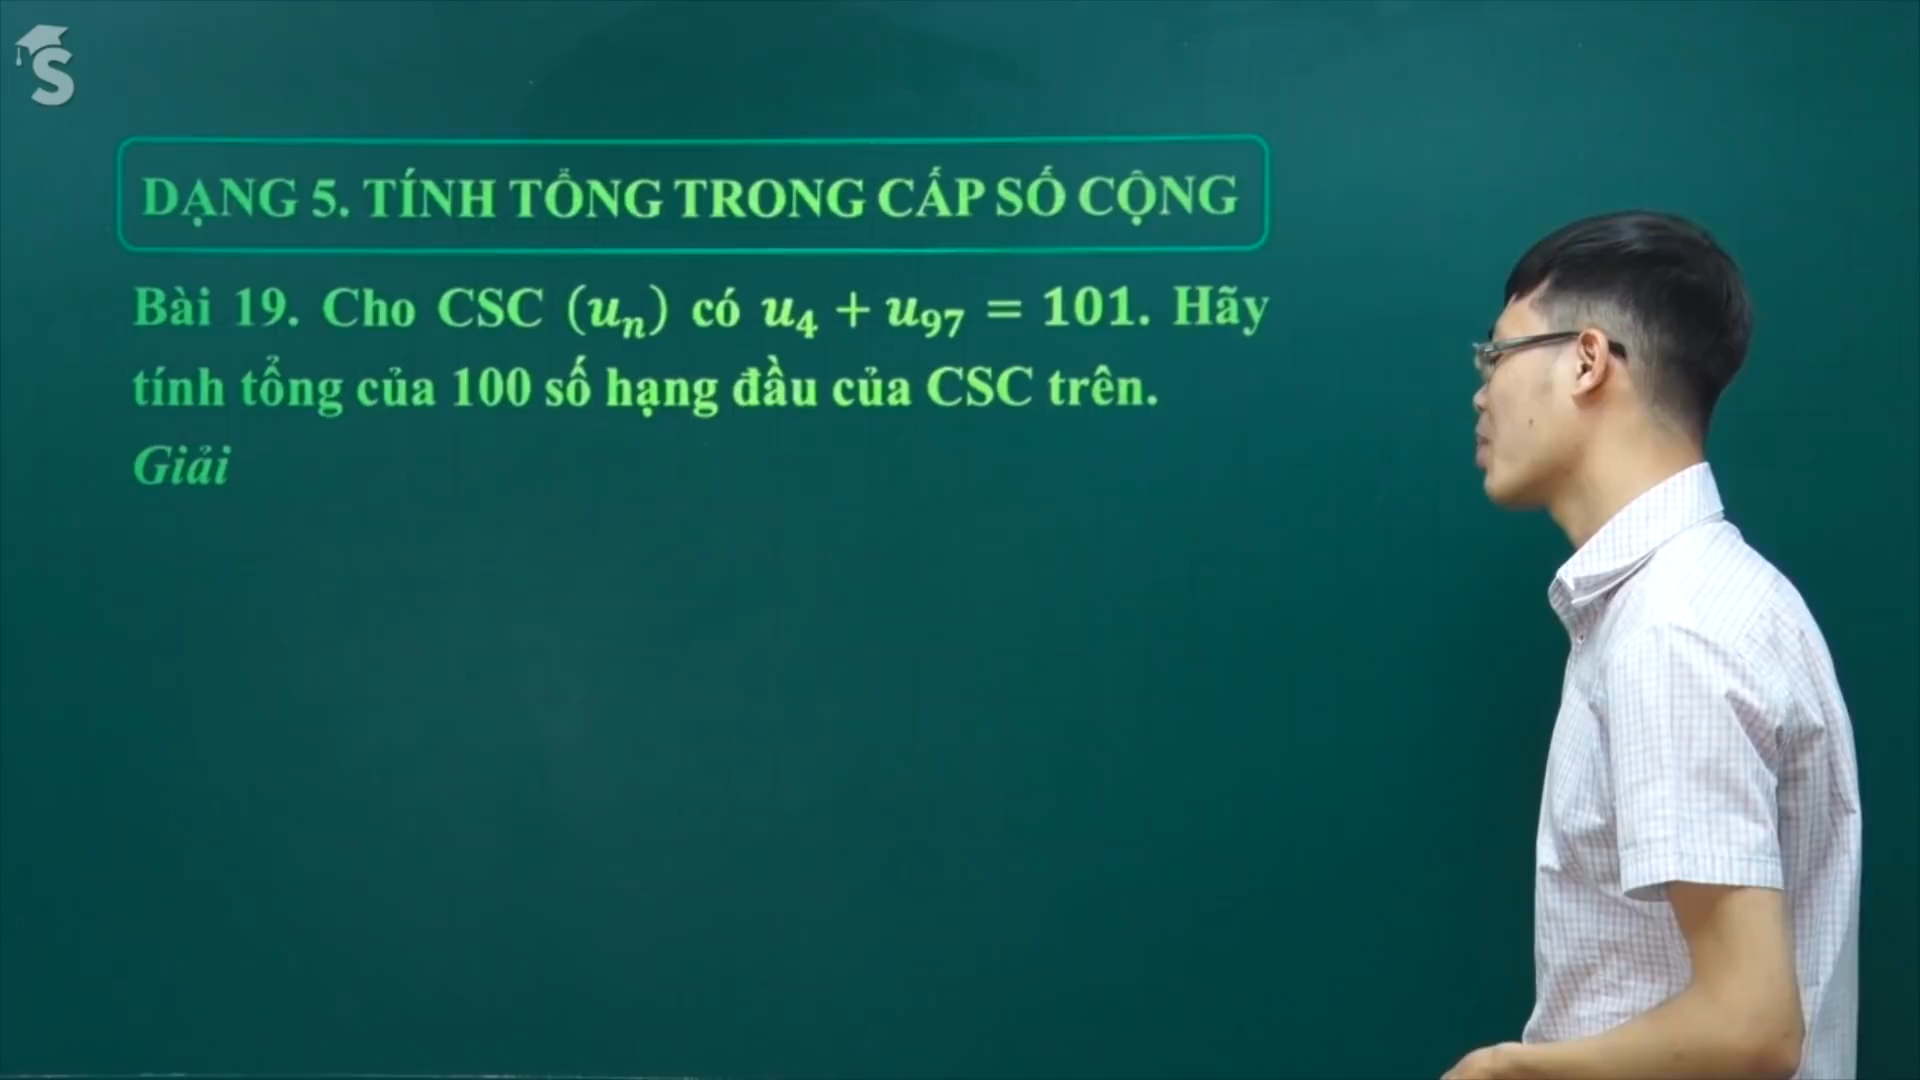 S
DẠNG 5. TÍNH TỔNG TRONG CẤP SỐ CỘNG
Bài 19. Cho CSC (uₙ) có u₄ + u₉₇ = 101. Hãy
tính tổng của 100 số hạng đầu của CSC trên.
Giải